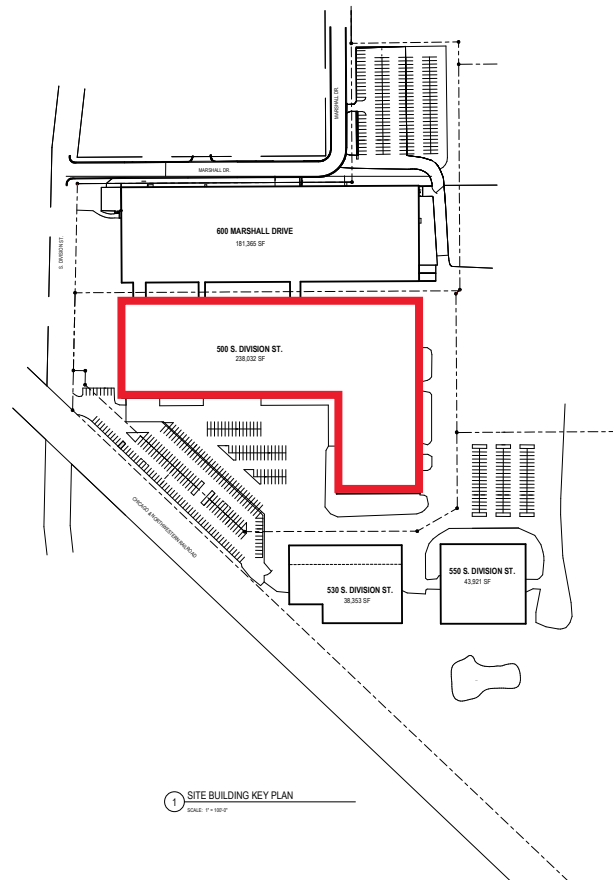 MARSHALL DR.
MARSHALL DR.
S. DIVISION ST.
600 MARSHALL DRIVE
181,365 SF
500 S. DIVISION ST.
238,032 SF
CHICAGO & NORTHWESTERN RAILROAD
530 S. DIVISION ST.
38,353 SF
550 S. DIVISION ST.
43,921 SF
1
SITE BUILDING KEY PLAN
SCALE: 1" = 100'-0"